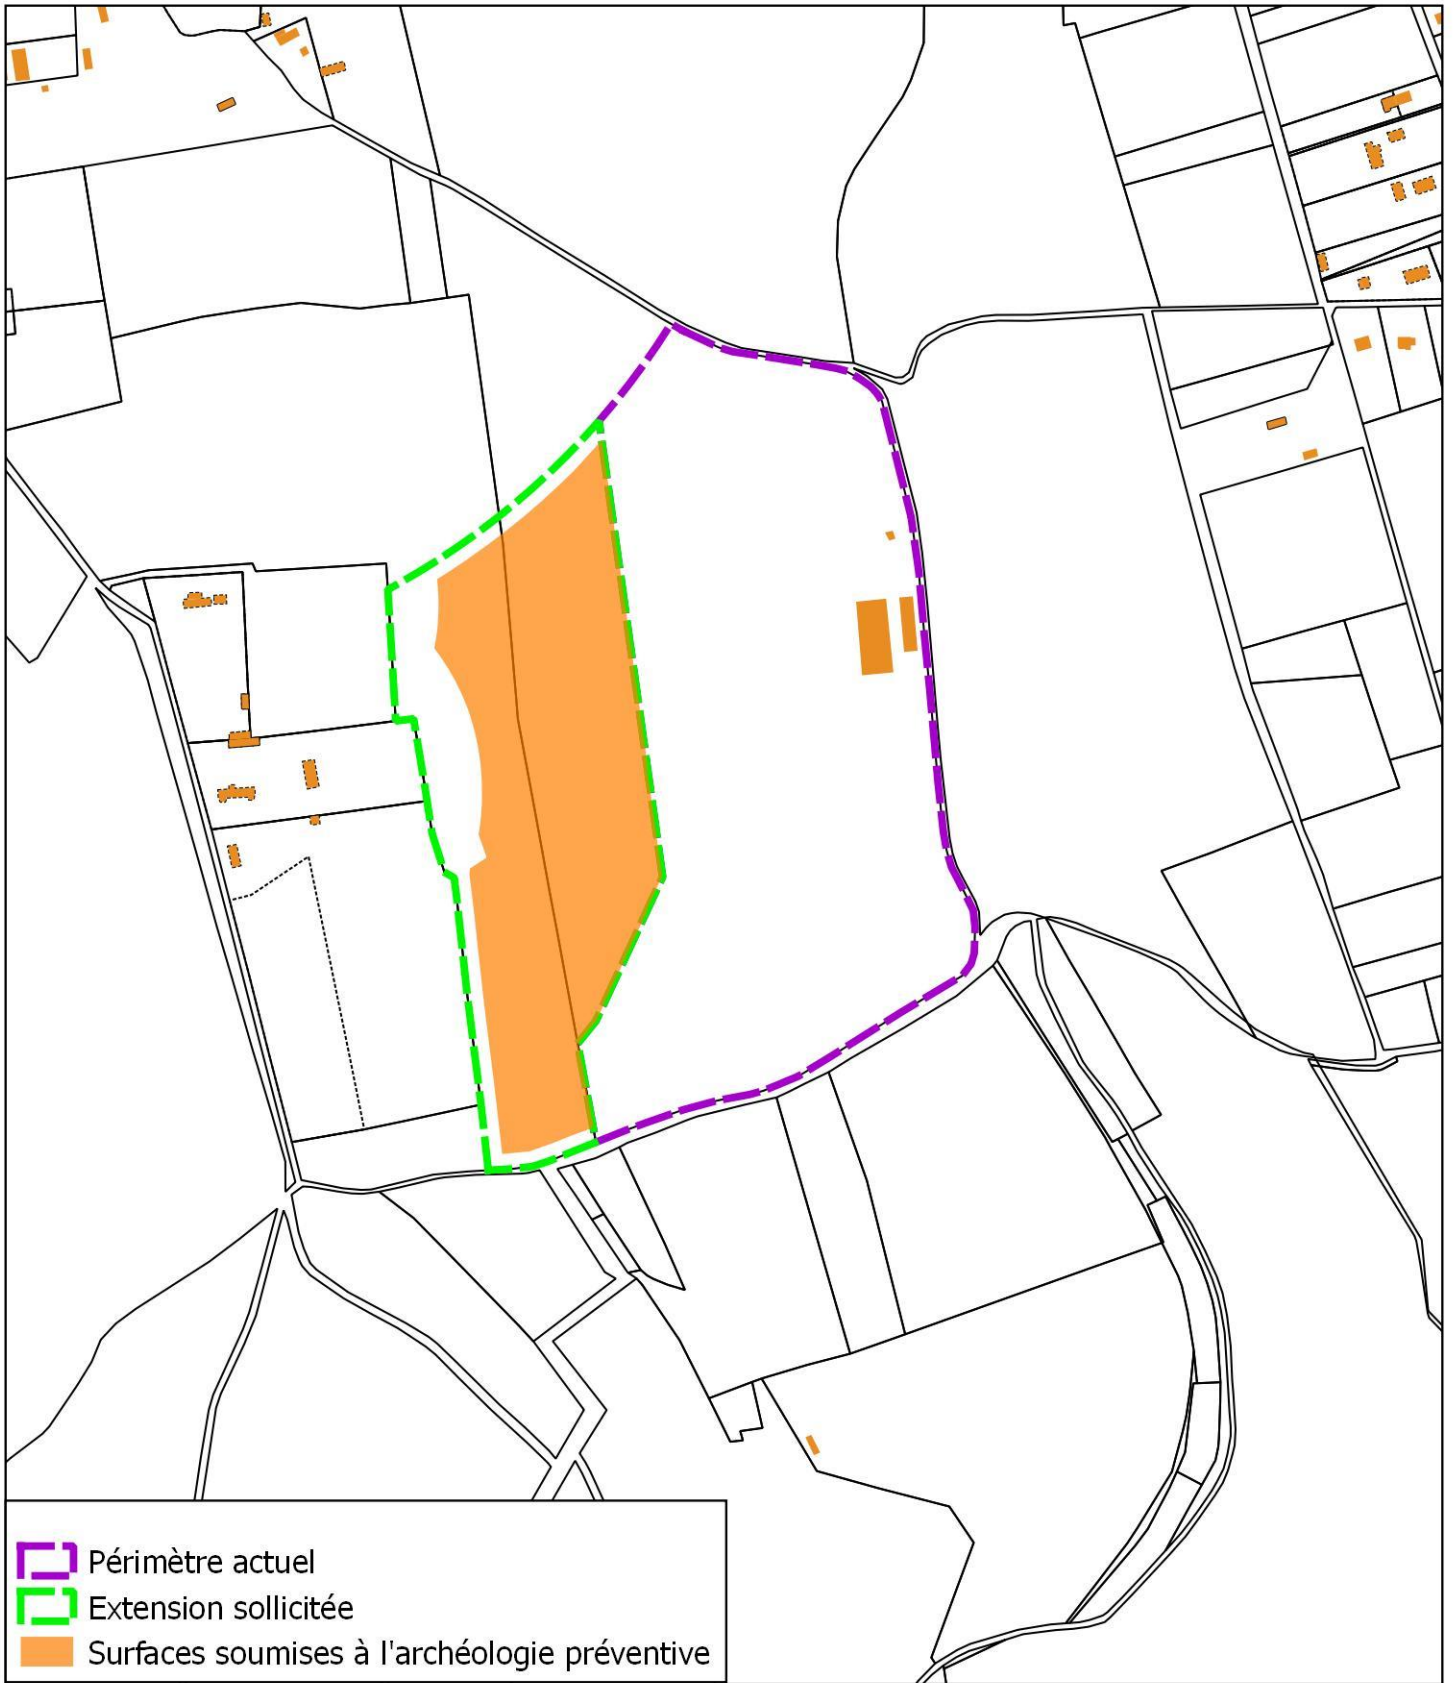 Périmètre actuel
Extension sollicitée
Surfaces soumises à l'archéologie préventive